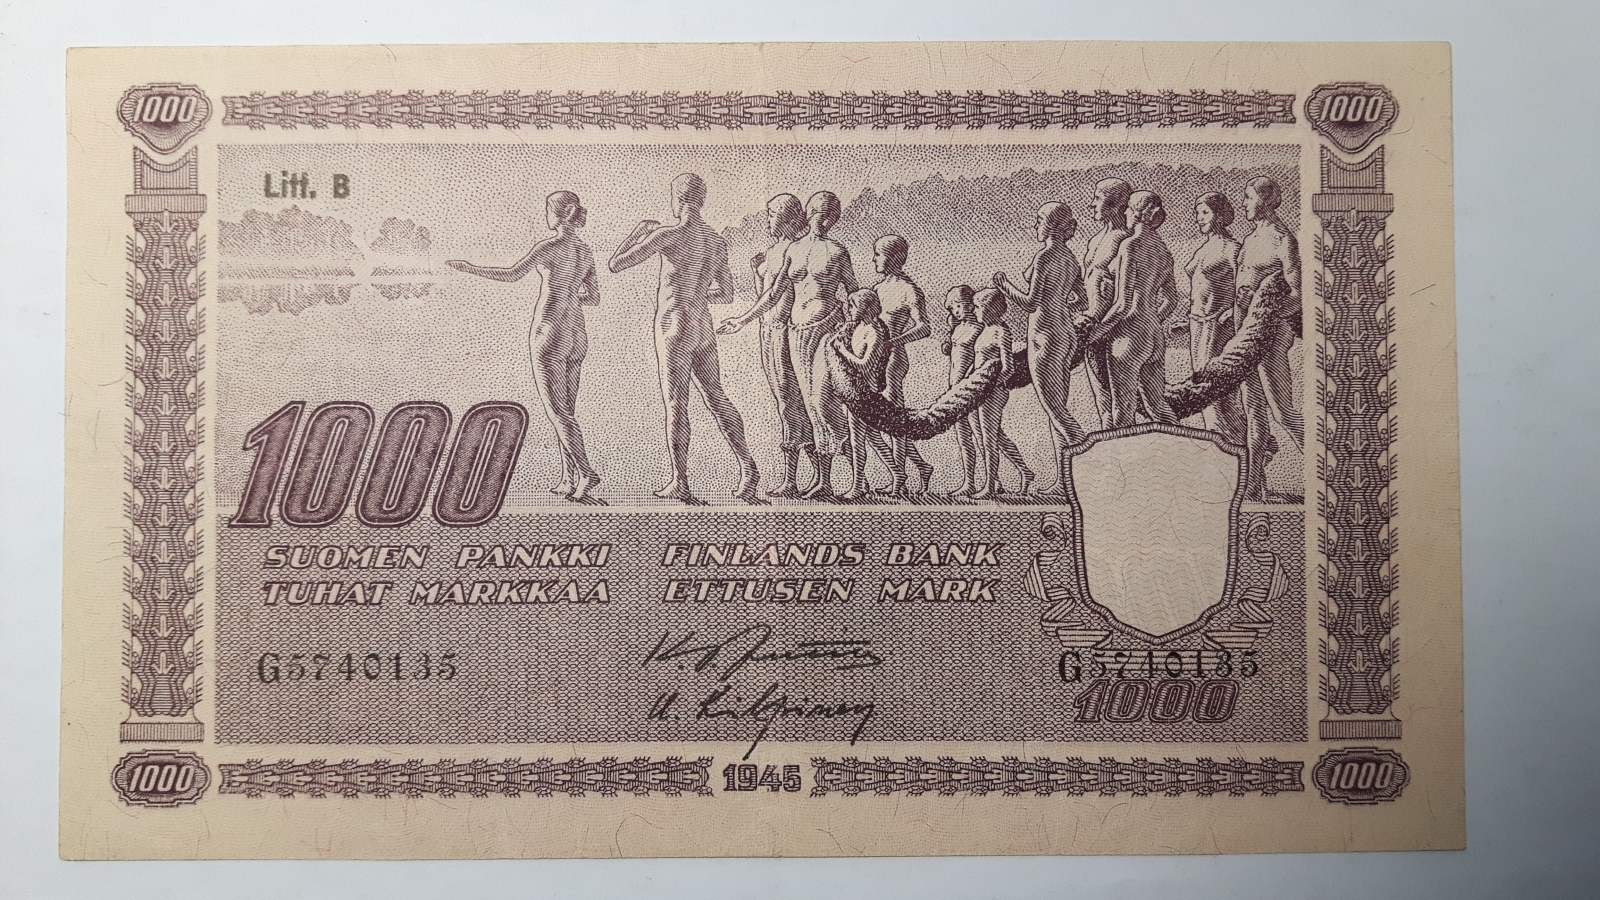 1000 1000
Litt. B
1000
SUOMEN PANKKI FINLANDS BANK
TUHAT MARKKAA ETTUSEN MARK
G5740135 G5740135
1000
1000 1945 1000